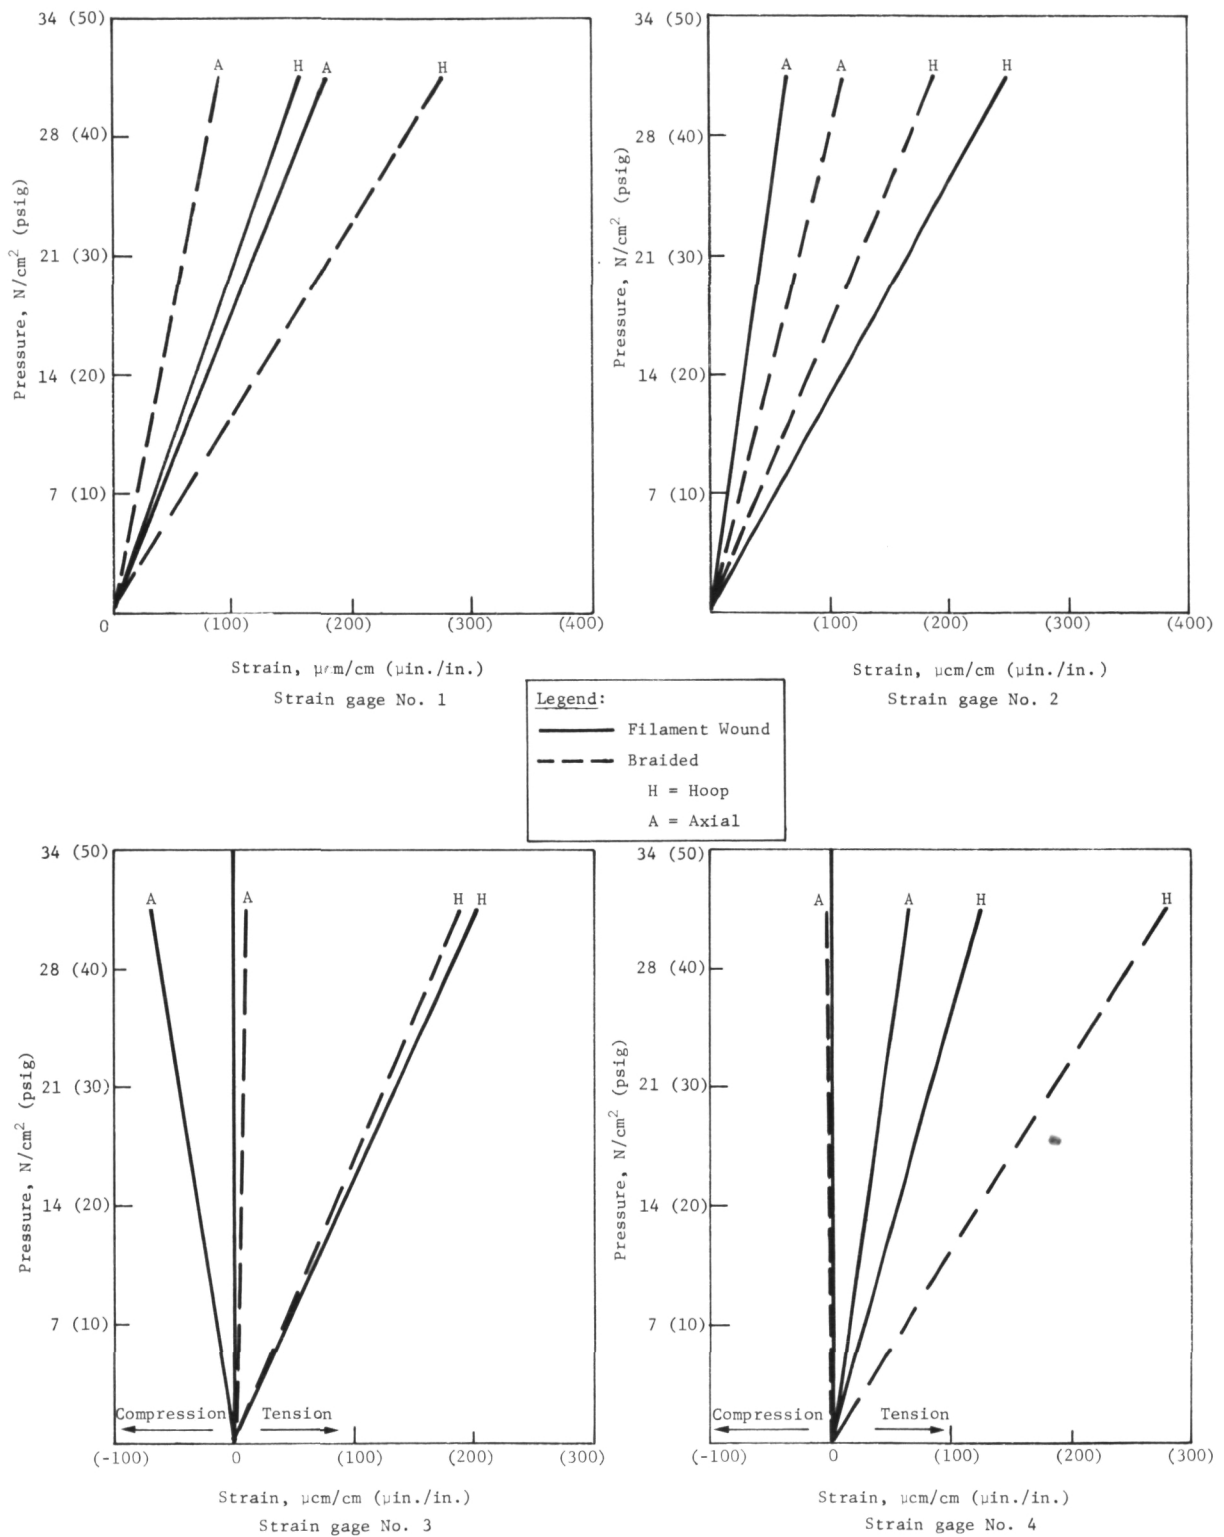 34 (50)
A
H
A
H
28 (40)
21 (30)
14 (20)
7 (10)
Pressure, N/cm² (psig)
0
(100)
(200)
(300)
(400)
Strain, μcm/cm (μin./in.)
Strain gage No. 1
34 (50)
A
A
H
H
28 (40)
21 (30)
14 (20)
7 (10)
Pressure, N/cm² (psig)
(100)
(200)
(300)
(400)
Strain, μcm/cm (μin./in.)
Strain gage No. 2
Legend:
Filament Wound
Braided
H = Hoop
A = Axial
34 (50)
A
A
H
H
28 (40)
21 (30)
14 (20)
7 (10)
Pressure, N/cm² (psig)
Compression
Tension
(-100)
0
(100)
(200)
(300)
Strain, μcm/cm (μin./in.)
Strain gage No. 3
34 (50)
A
A
H
H
28 (40)
21 (30)
14 (20)
7 (10)
Pressure, N/cm² (psig)
Compression
Tension
(-100)
0
(100)
(200)
(300)
Strain, μcm/cm (μin./in.)
Strain gage No. 4